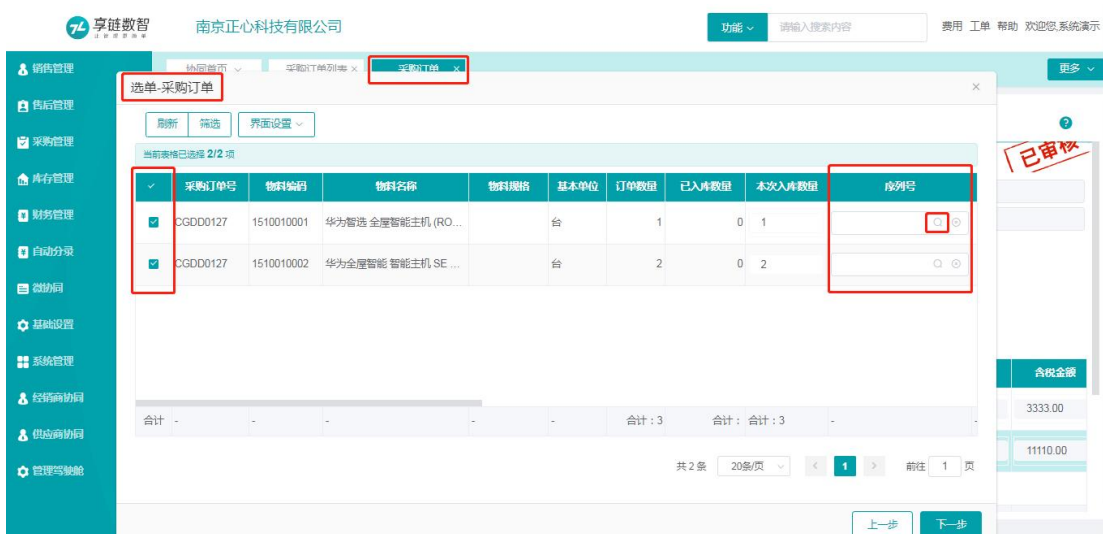 享链数智
南京正心科技有限公司
功能
请输入搜索内容
费用 工单 帮助 欢迎您,系统演示
销售管理
售后管理
采购管理
库存管理
财务管理
自动分录
微协同
基础设置
系统管理
经销商协同
供应商协同
管理驾驶舱
协同首页
采购订单列表 ×
采购订单 ×
更多
选单-采购订单
刷新 筛选 界面设置
当前表格已选择 2/2 项
采购订单号 物料编码 物料名称 物料规格 基本单位 订单数量 已入库数量 本次入库数量 序列号
CGDD0127 1510010001 华为智选 全屋智能主机 (RO... 台 1 0 1
CGDD0127 1510010002 华为全屋智能 智能主机 SE ... 台 2 0 2
合计 - - - - - 合计：3 合计： 合计：3 - -
共 2 条 20条/页 < 1 > 前往 1 页
上一步 下一步
已审核
含税金额
3333.00
11110.00